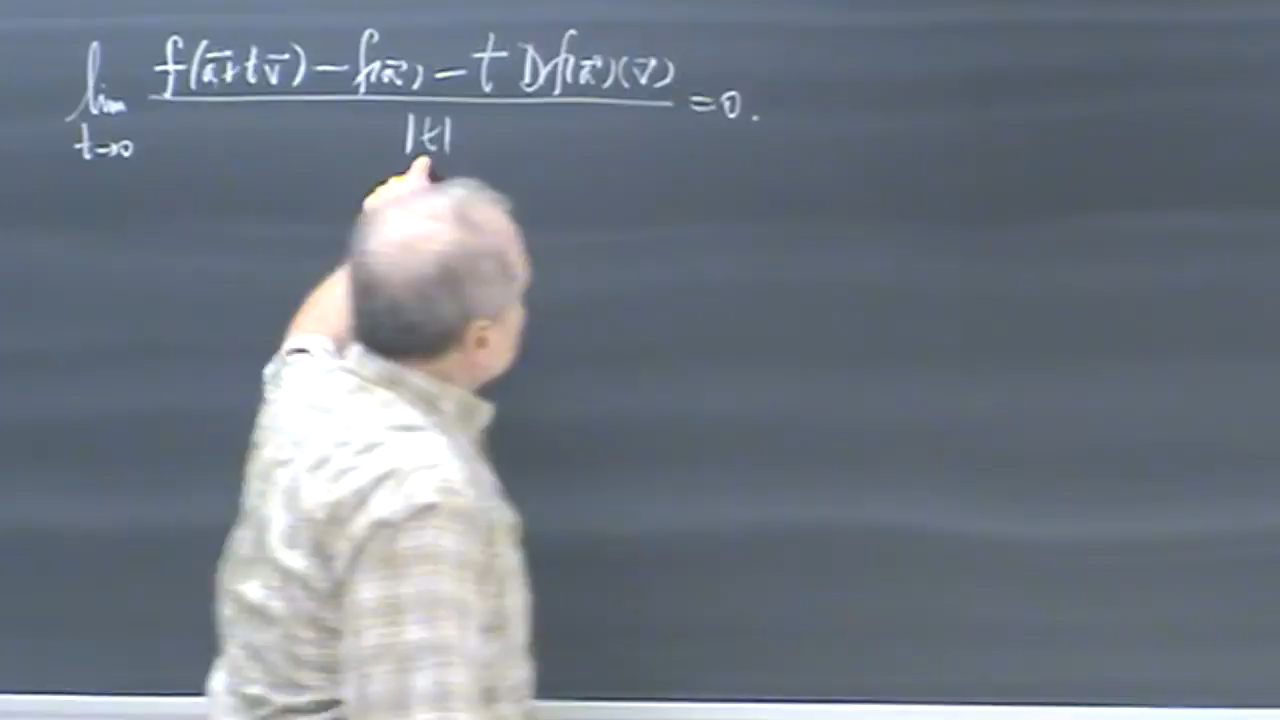 lim t→0 f(a⃗+tv⃗) − f(a⃗) − t Df(a⃗)(v⃗) / |t| = 0.